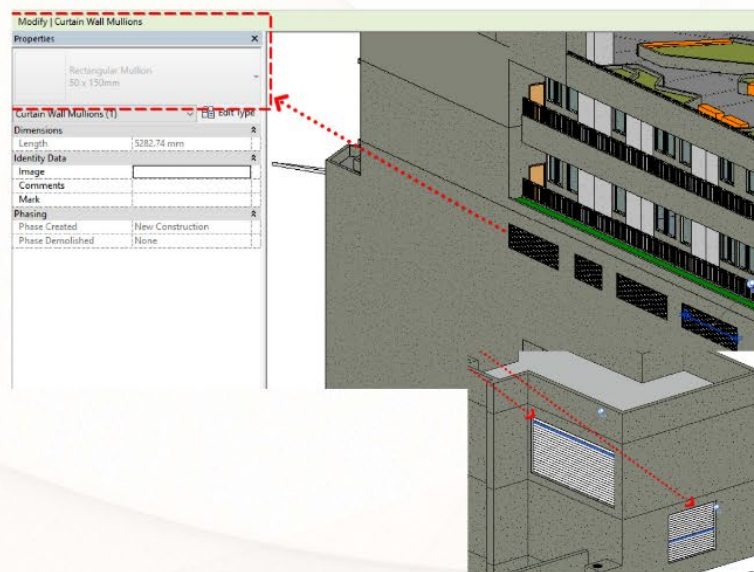 Modify | Curtain Wall Mullions
Properties X
Rectangular Mullion
50 x 150mm
Curtain Wall Mullions (1) Edit Type
Dimensions
Length 5282.74 mm
Identity Data
Image
Comments
Mark
Phasing
Phase Created New Construction
Phase Demolished None